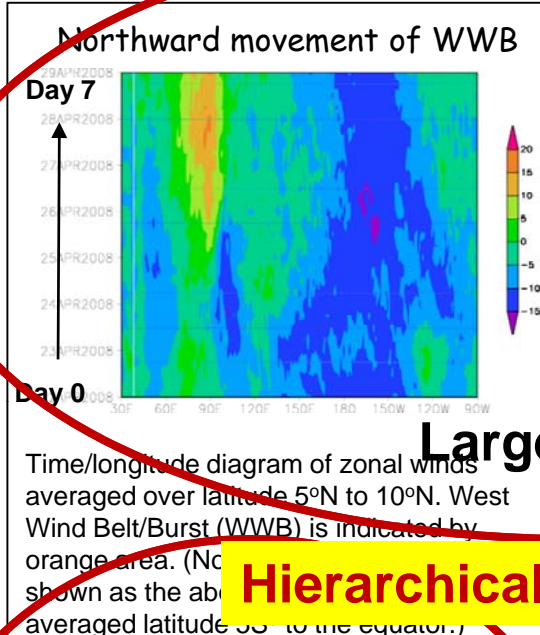 Northward movement of WWB
29APR2008
Day 7
28APR2008
27APR2008
26APR2008
25APR2008
24APR2008
23APR2008
Day 0
2008
30E 60E 90E 120E 150E 180 150W 120W 90W
20
15
10
5
0
-5
-10
-15
Large
Time/longitude diagram of zonal winds
averaged over latitude 5°N to 10°N. West
Wind Belt/Burst (WWB) is indicated by
orange area. (No
shown as the ab
Hierarchical
averaged latitude to the equator.)